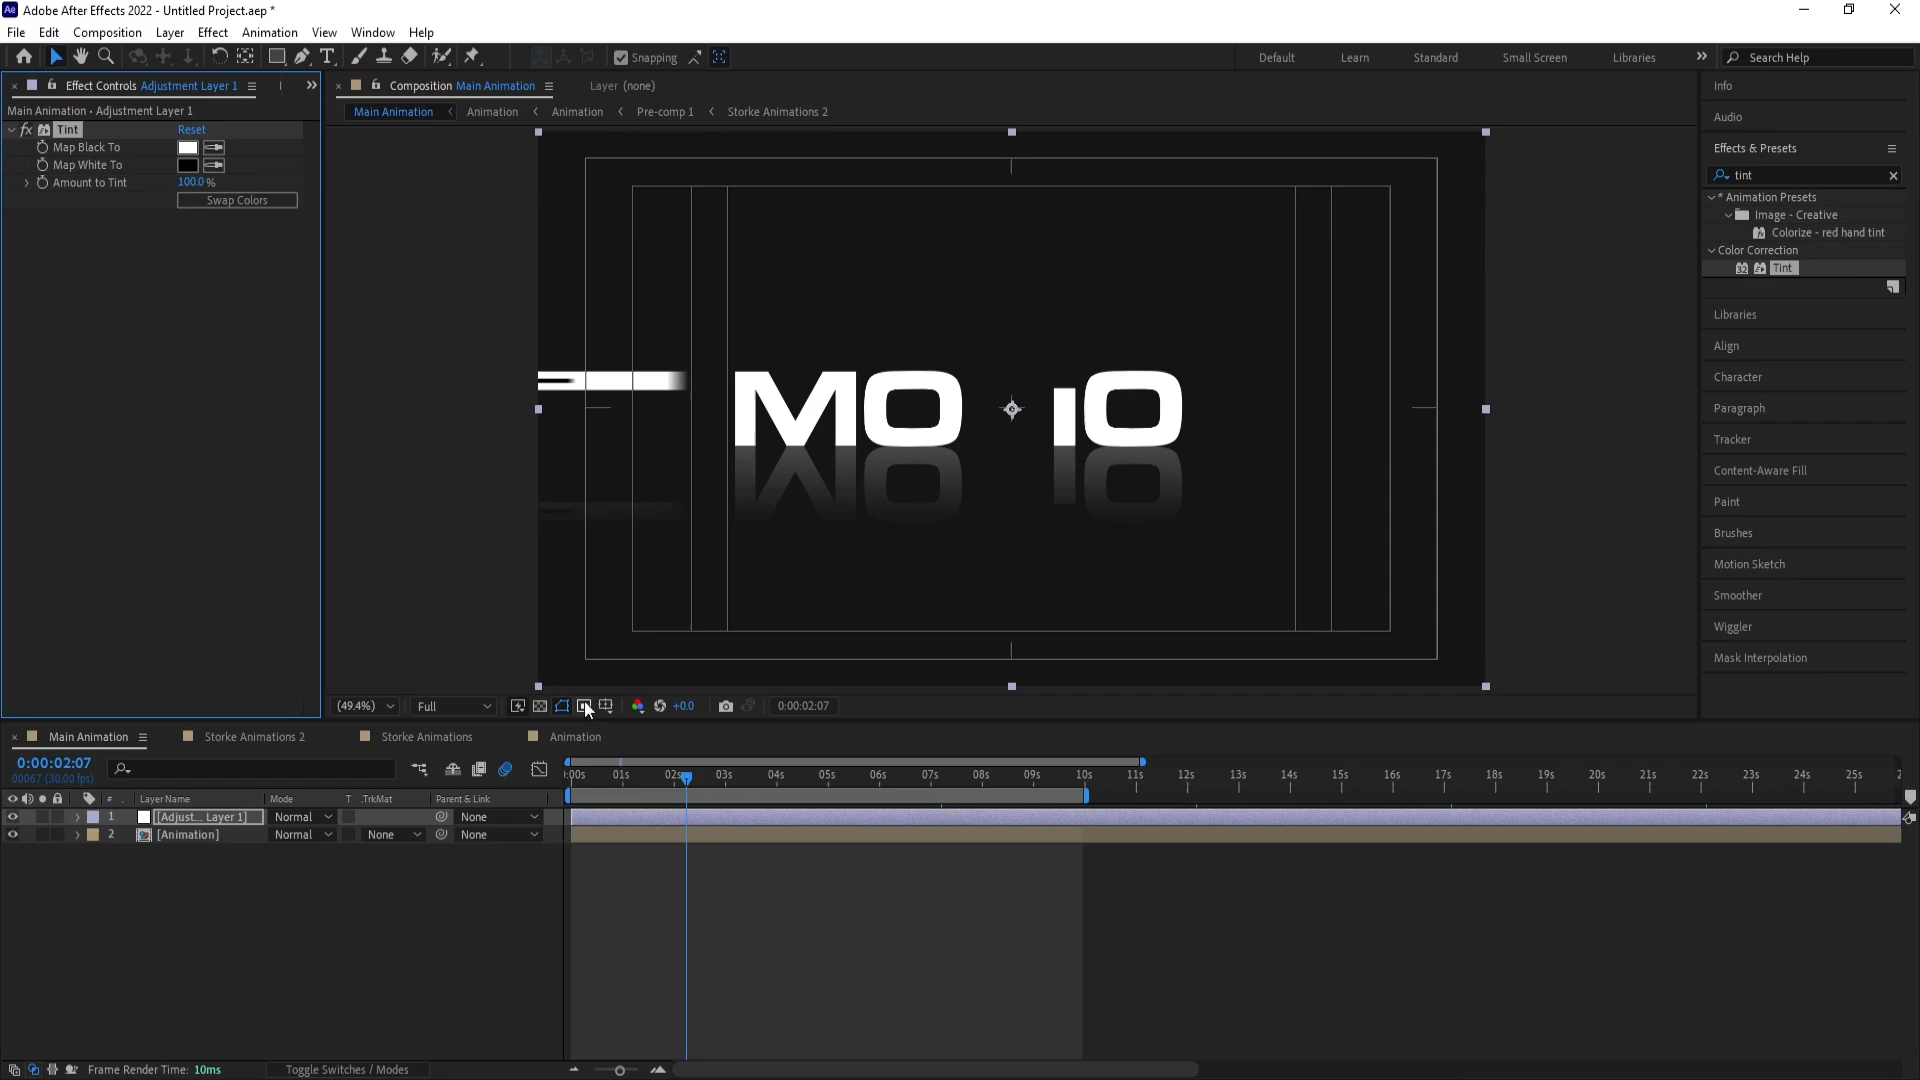 Ae Adobe After Effects 2022 - Untitled Project.aep *
File Edit Composition Layer Effect Animation View Window Help
Snapping
Default Learn Standard Small Screen Libraries Search Help
Effect Controls Adjustment Layer 1
Main Animation • Adjustment Layer 1
fx Tint Reset
Map Black To
Map White To
Amount to Tint 100.0 %
Swap Colors
Composition Main Animation Layer (none)
Main Animation Animation Animation Pre-comp 1 Storke Animations 2
MO IO
(49.4%) Full +0.0 0:00:02:07
Info
Audio
Effects & Presets
tint
* Animation Presets
Image - Creative
Colorize - red hand tint
Color Correction
32 Tint
Libraries
Align
Character
Paragraph
Tracker
Content-Aware Fill
Paint
Brushes
Motion Sketch
Smoother
Wiggler
Mask Interpolation
Main Animation Storke Animations 2 Storke Animations Animation
0:00:02:07
00067 (30.00 fps)
:00s 01s 02s 03s 04s 05s 06s 07s 08s 09s 10s 11s 12s 13s 14s 15s 16s 17s 18s 19s 20s 21s 22s 23s 24s 25s 2
# Layer Name Mode T .TrkMat Parent & Link
1 [Adjust... Layer 1] Normal None
2 [Animation] Normal None None
Frame Render Time: 10ms Toggle Switches / Modes